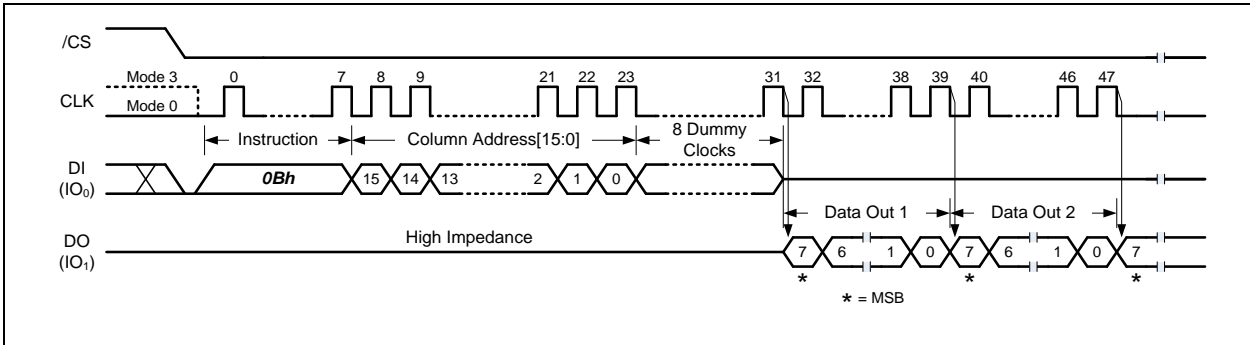 /CS
Mode 3 0 7 8 9 21 22 23 31 32 38 39 40 46 47
CLK Mode 0
Instruction Column Address[15:0] 8 Dummy
Clocks
DI
(IO0) 0Bh 15 14 13 2 1 0
Data Out 1 Data Out 2
DO High Impedance
(IO1) 7 6 1 0 7 6 1 0 7
* * *
* = MSB